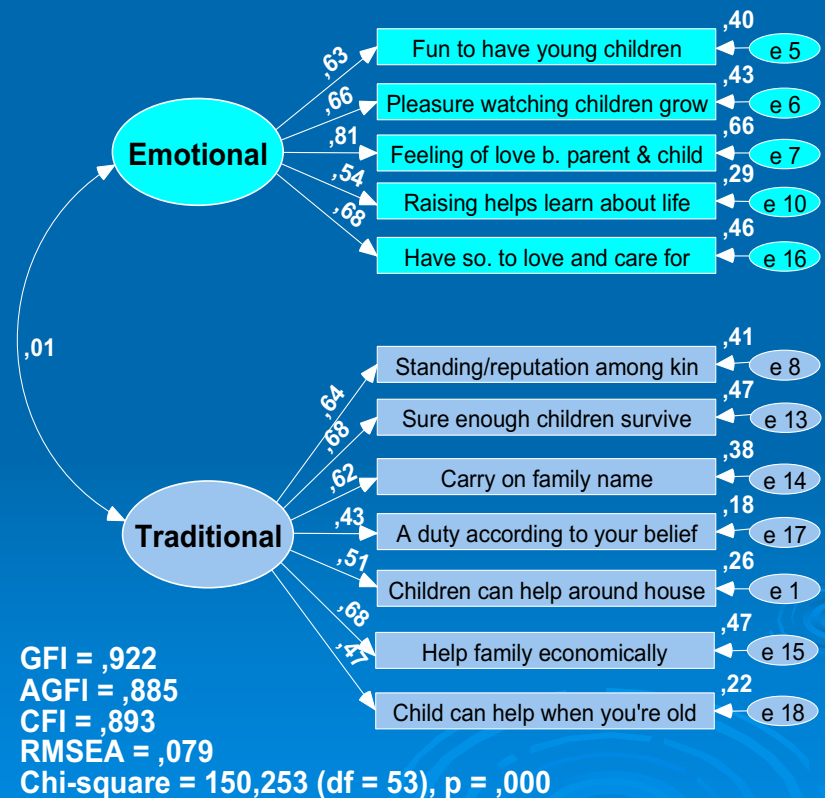 ,40
,63
Fun to have young children
e 5
,43
,66
Pleasure watching children grow
e 6
,66
Emotional
,81
Feeling of love b. parent & child
e 7
,29
,54
Raising helps learn about life
e 10
,46
,68
Have so. to love and care for
e 16
,01
,41
,64
Standing/reputation among kin
e 8
,47
,68
Sure enough children survive
e 13
,38
,62
Carry on family name
e 14
,18
Traditional
,43
A duty according to your belief
e 17
,26
,51
Children can help around house
e 1
,47
,68
Help family economically
e 15
,22
,47
Child can help when you're old
e 18
GFI = ,922
AGFI = ,885
CFI = ,893
RMSEA = ,079
Chi-square = 150,253 (df = 53), p = ,000